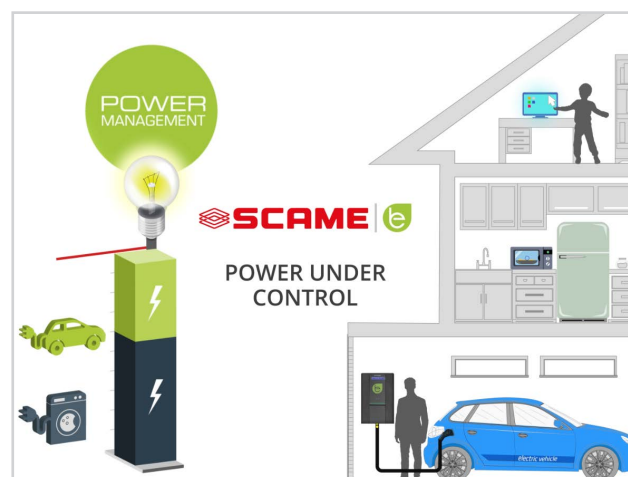 POWER
MANAGEMENT
SCAME
POWER UNDER
CONTROL
electric vehicle